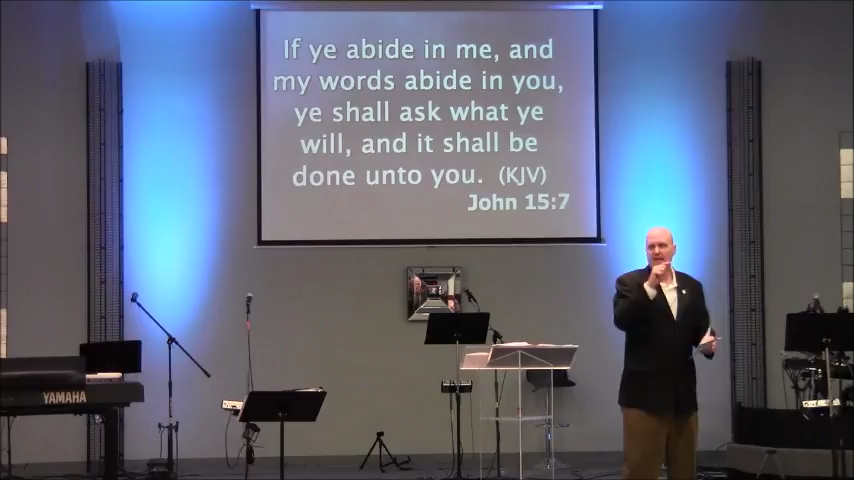 If ye abide in me, and
my words abide in you,
ye shall ask what ye
will, and it shall be
done unto you. (KJV)
John 15:7
YAMAHA